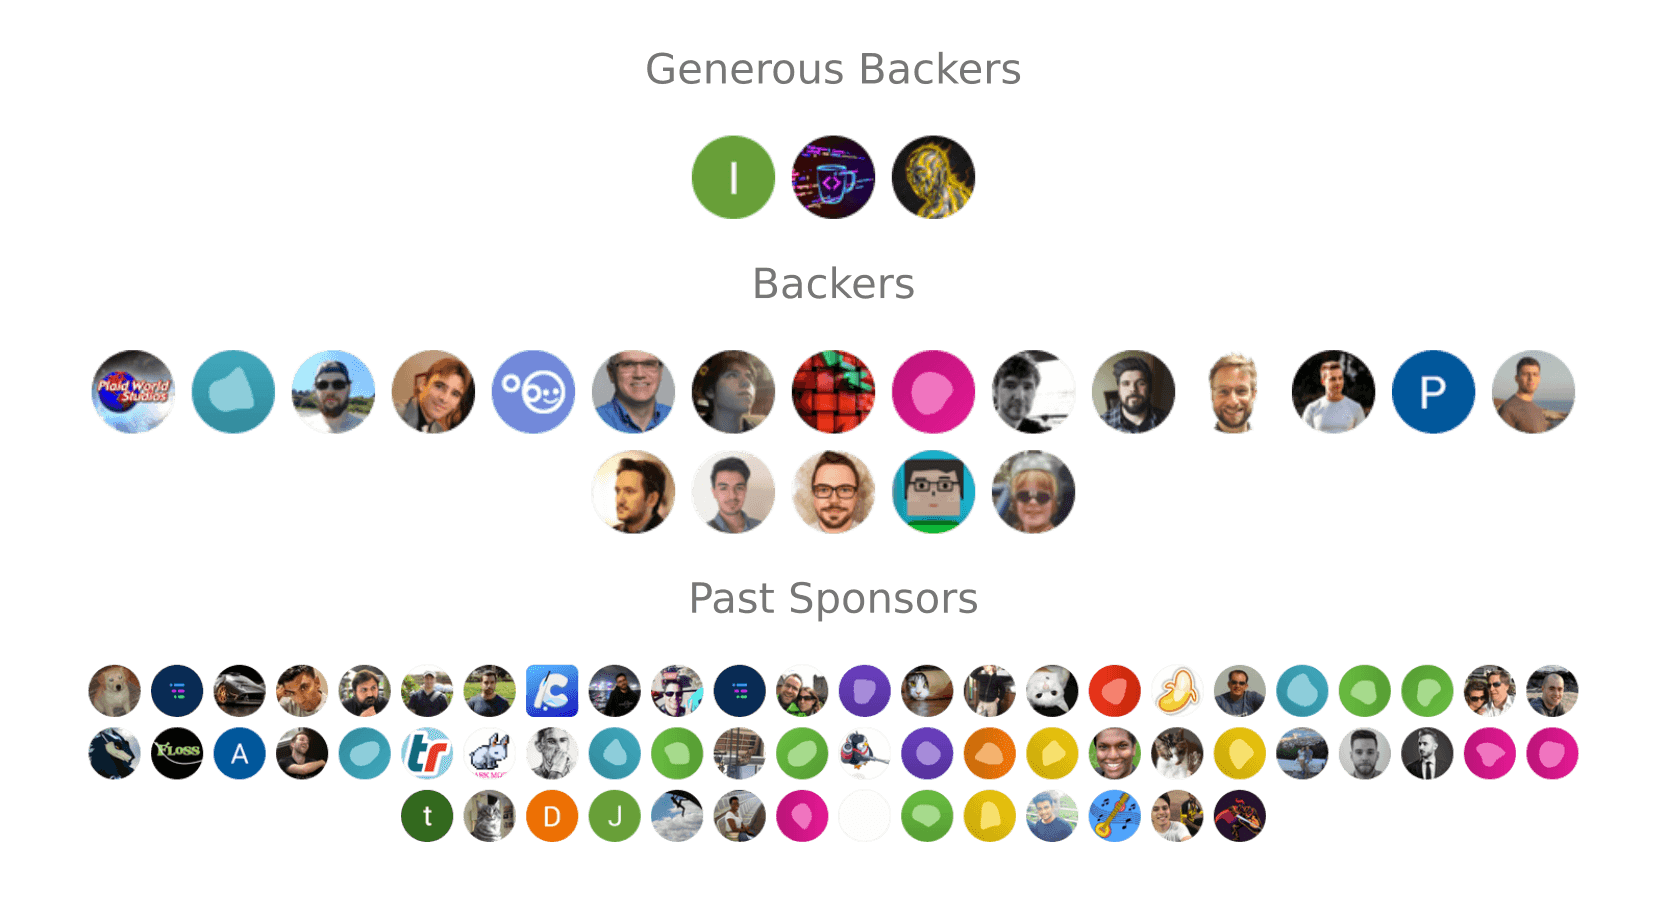 Generous Backers
I
Backers
Plaid World
Studios
P
Past Sponsors
FLOSS
A
tr
t
D
J